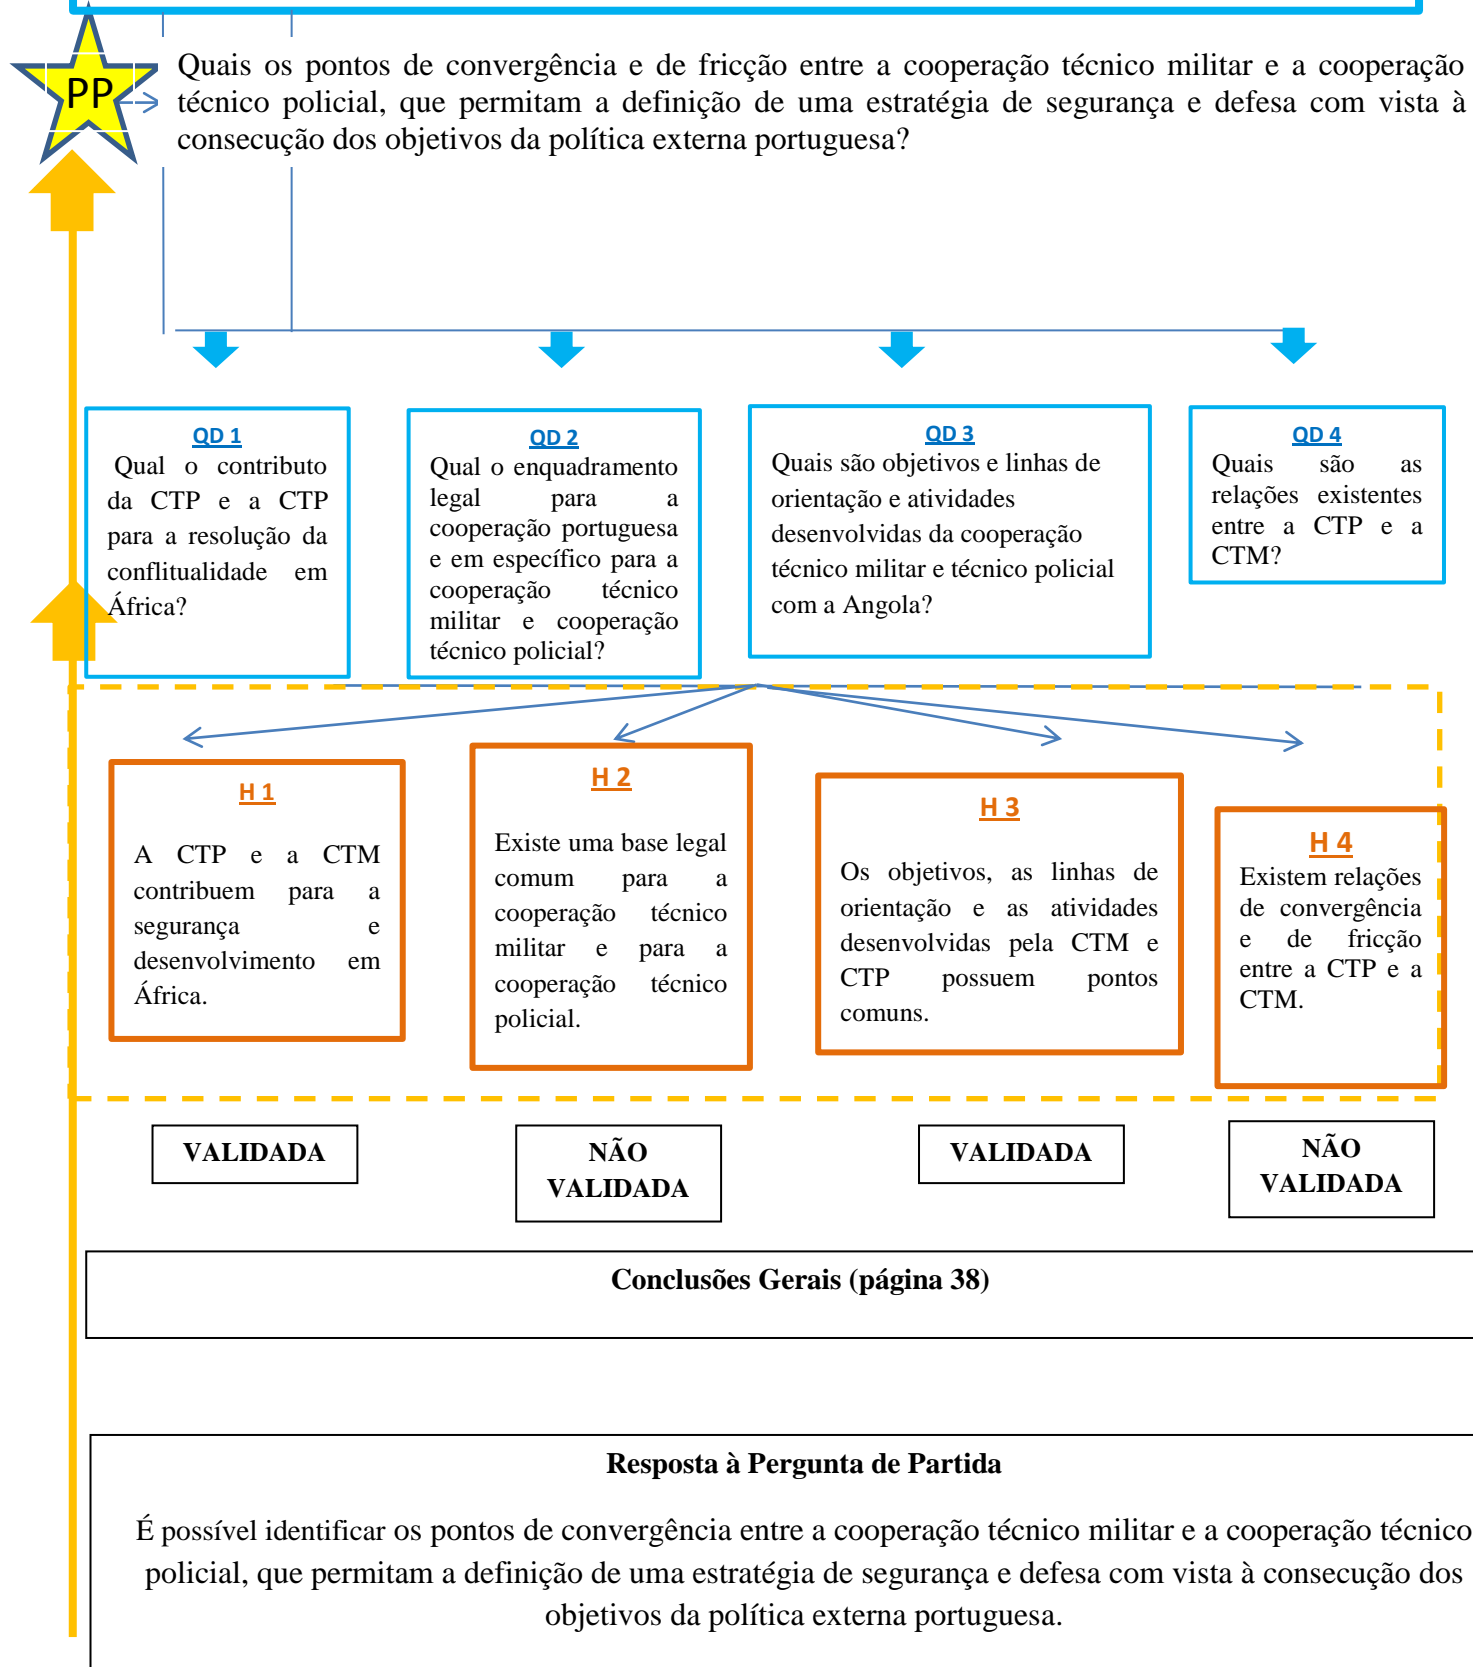 PP
Quais os pontos de convergência e de fricção entre a cooperação técnico militar e a cooperação
técnico policial, que permitam a definição de uma estratégia de segurança e defesa com vista à
consecução dos objetivos da política externa portuguesa?
QD 1
Qual o contributo
da CTP e a CTP
para a resolução da
conflitualidade em
África?
QD 2
Qual o enquadramento
legal para a
cooperação portuguesa
e em específico para a
cooperação técnico
militar e cooperação
técnico policial?
QD 3
Quais são objetivos e linhas de
orientação e atividades
desenvolvidas da cooperação
técnico militar e técnico policial
com a Angola?
QD 4
Quais são as
relações existentes
entre a CTP e a
CTM?
H 1
A CTP e a CTM
contribuem para a
segurança e
desenvolvimento em
África.
H 2
Existe uma base legal
comum para a
cooperação técnico
militar e para a
cooperação técnico
policial.
H 3
Os objetivos, as linhas de
orientação e as atividades
desenvolvidas pela CTM e
CTP possuem pontos
comuns.
H 4
Existem relações
de convergência
e de fricção
entre a CTP e a
CTM.
VALIDADA
NÃO
VALIDADA
VALIDADA
NÃO
VALIDADA
Conclusões Gerais (página 38)
Resposta à Pergunta de Partida
É possível identificar os pontos de convergência entre a cooperação técnico militar e a cooperação técnico
policial, que permitam a definição de uma estratégia de segurança e defesa com vista à consecução dos
objetivos da política externa portuguesa.